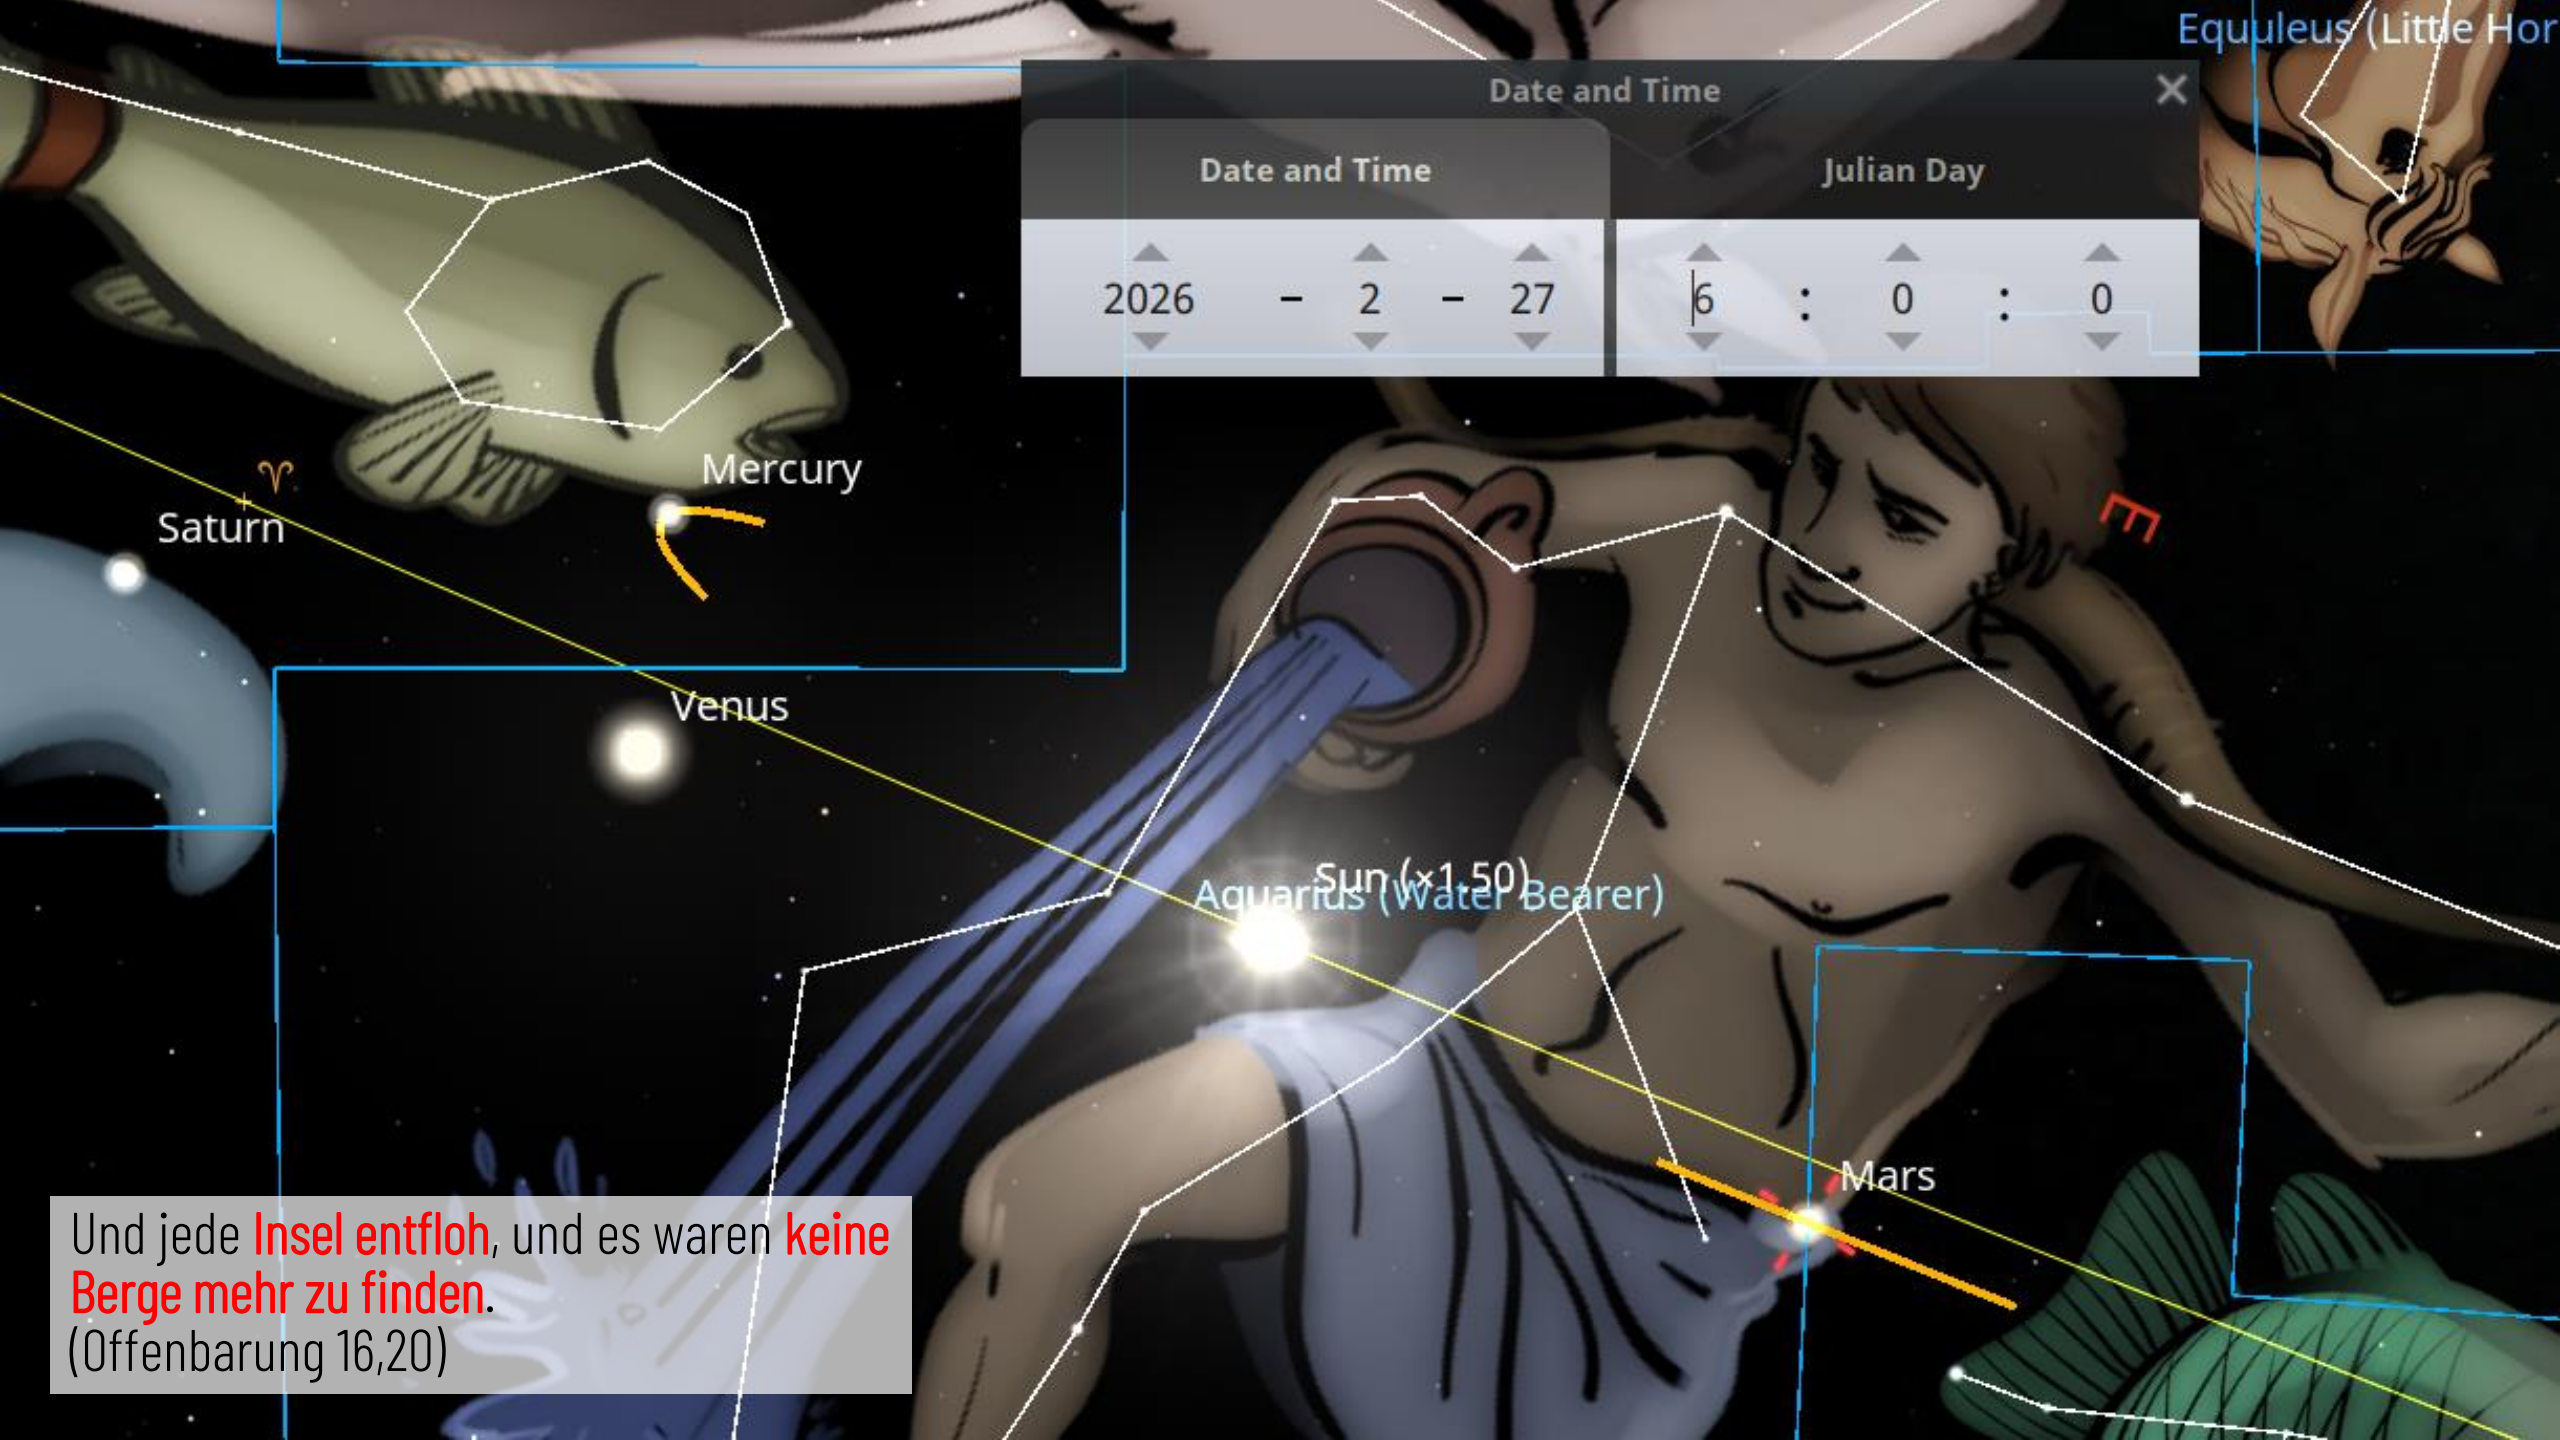 Equuleus (Little Hor
Date and Time
Date and Time
Julian Day
2026 - 2 - 27 6 : 0 : 0
Mercury
Saturn
E
Venus
Sun (×1.50)
Aquarius (Water Bearer)
Mars
Und jede Insel entfloh, und es waren keine
Berge mehr zu finden.
(Offenbarung 16,20)